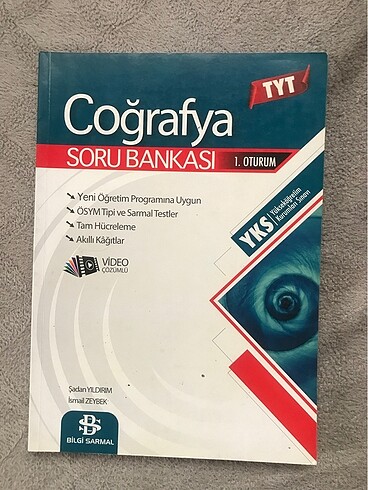 TYT
Coğrafya
SORU BANKASI
1. OTURUM
Yeni Öğretim Programına Uygun
ÖSYM Tipi ve Sarmal Testler
Tam Hücreleme
Akıllı Kâğıtlar
YKS
Yükseköğretim
Kurumları Sınavı
VİDEO
ÇÖZÜMLÜ
Şadan YILDIRIM
İsmail ZEYBEK
BS
BİLGİ SARMAL